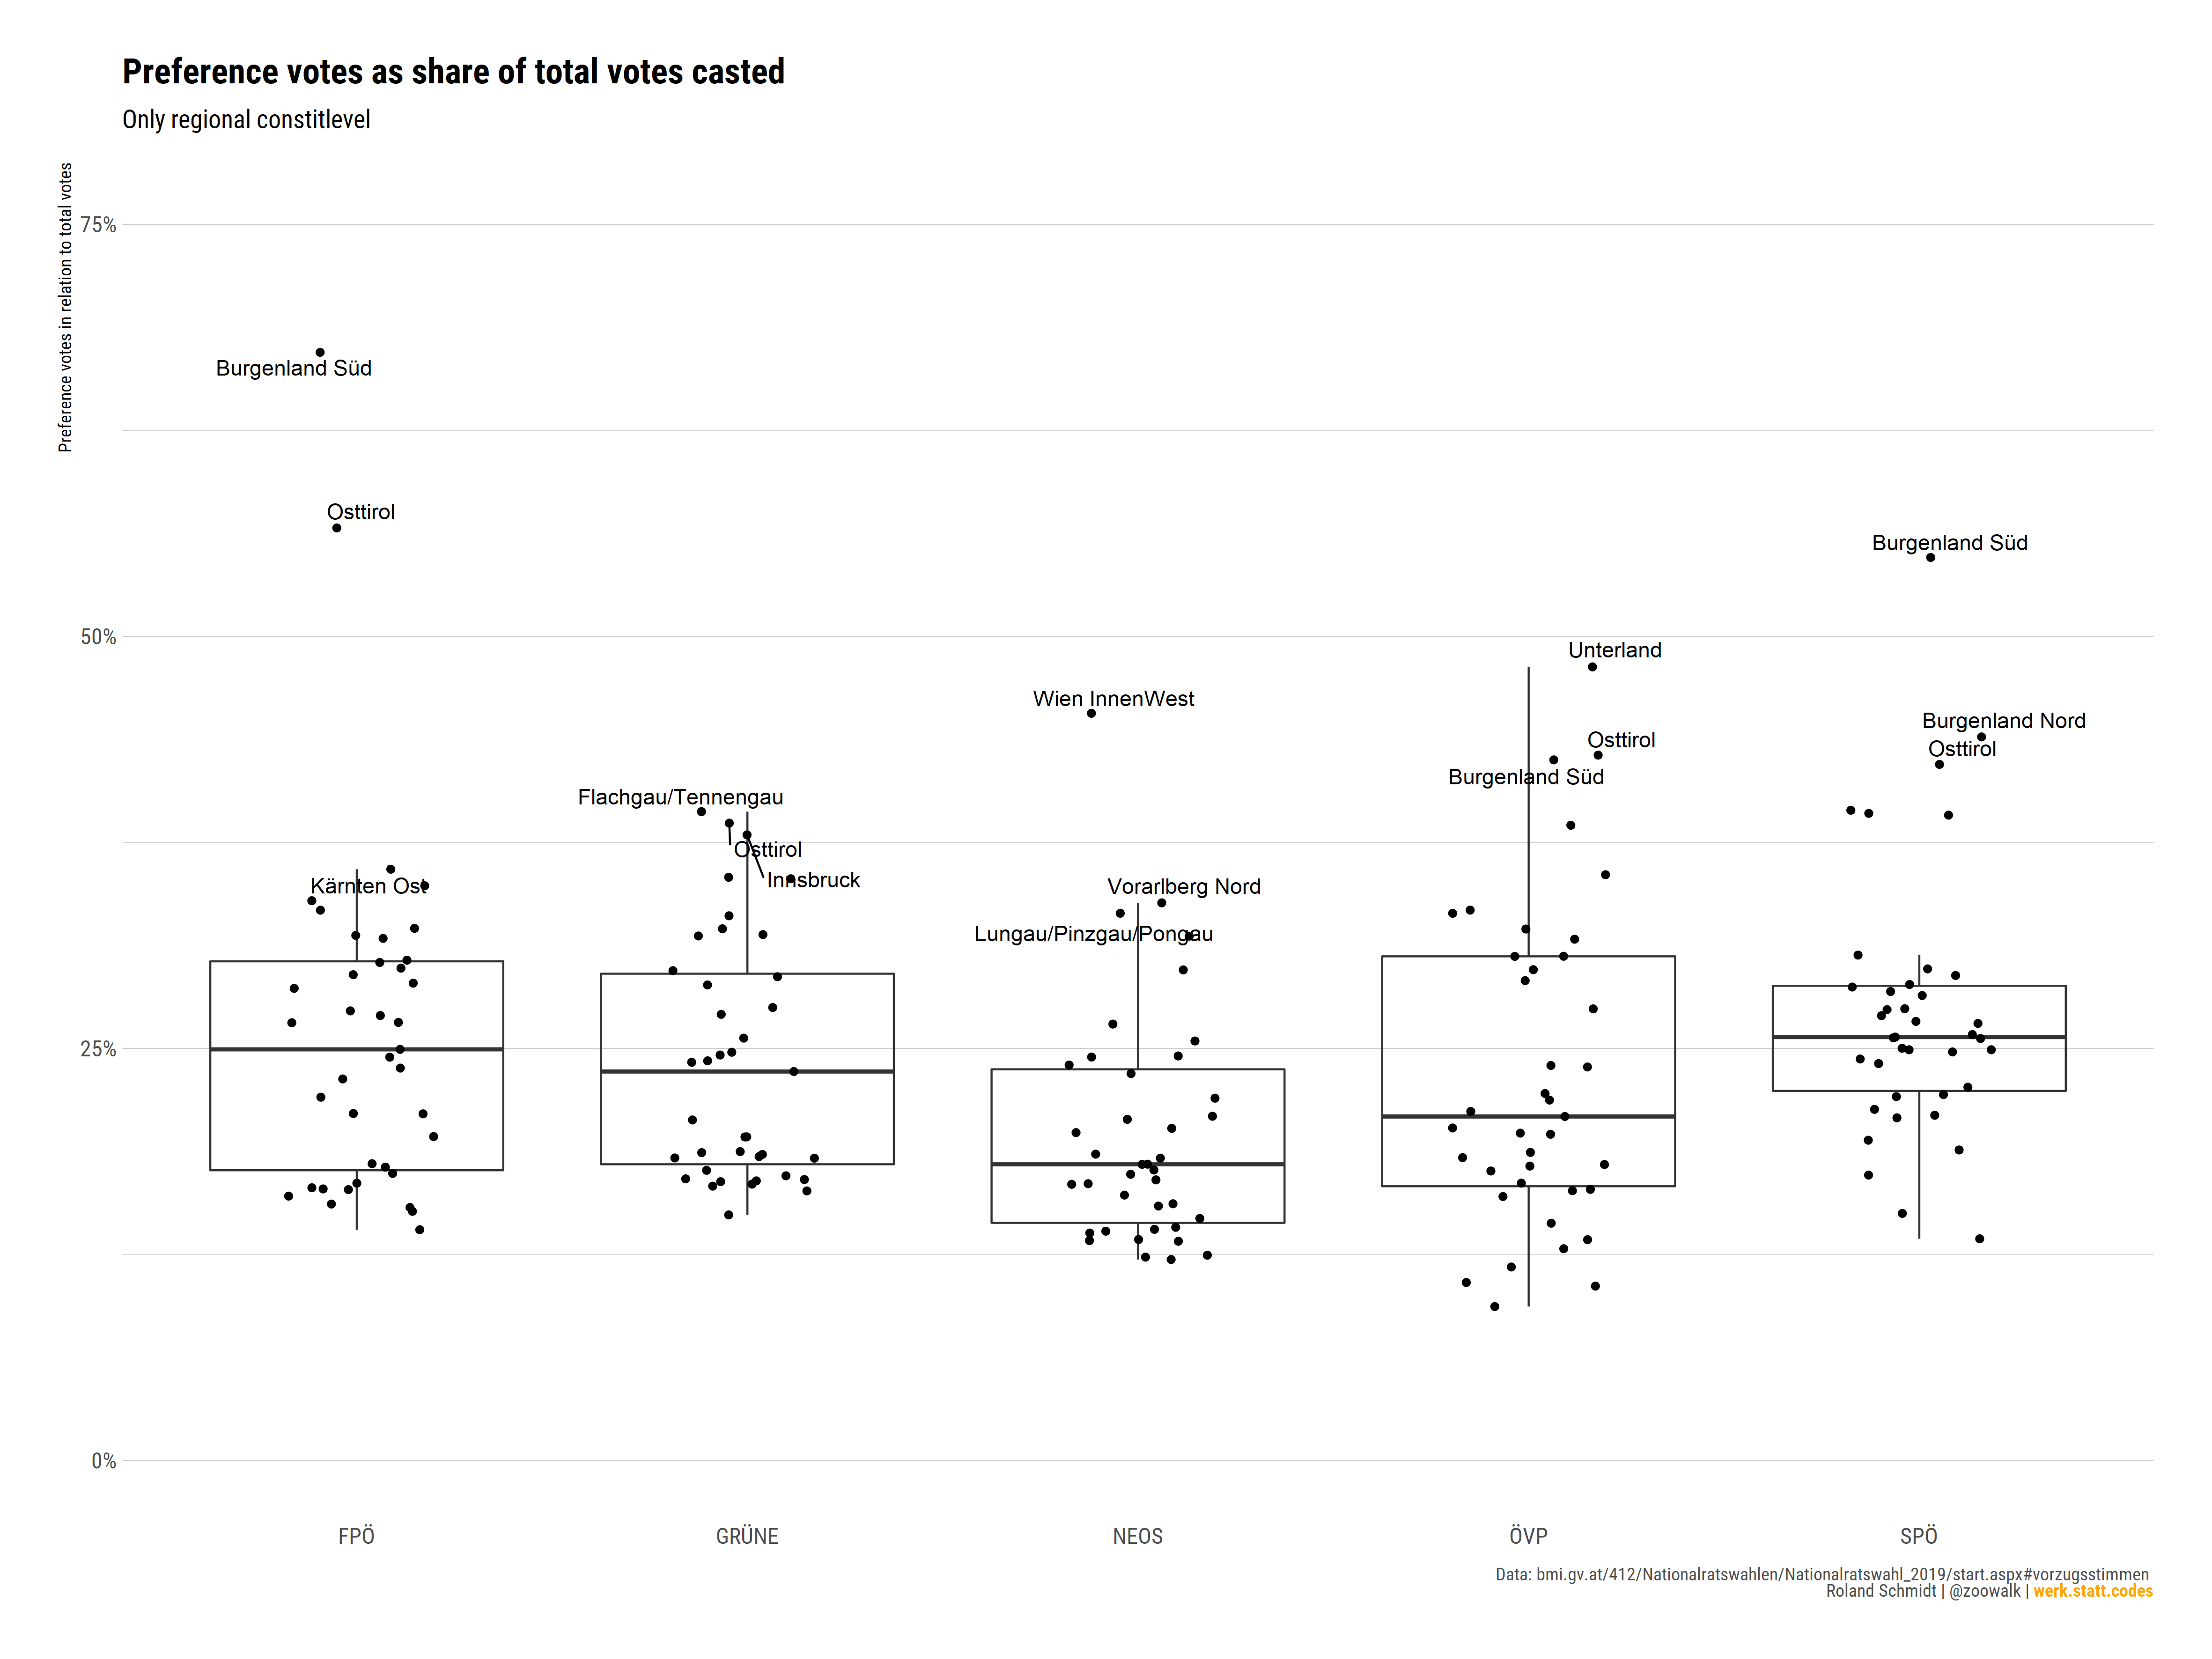 Preference votes as share of total votes casted
Only regional constitlevel
Preference votes in relation to total votes
75%
Burgenland Süd
Osttirol
Burgenland Süd
50%
Unterland
Wien InnenWest
Burgenland Nord
Osttirol
Osttirol
Burgenland Süd
Flachgau/Tennengau
Osttirol
Innsbruck
Kärnten Ost
Vorarlberg Nord
Lungau/Pinzgau/Pongau
25%
0%
FPÖ
GRÜNE
NEOS
ÖVP
SPÖ
Data: bmi.gv.at/412/Nationalratswahlen/Nationalratswahl_2019/start.aspx#vorzugsstimmen
Roland Schmidt | @zoowalk | werk.statt.codes